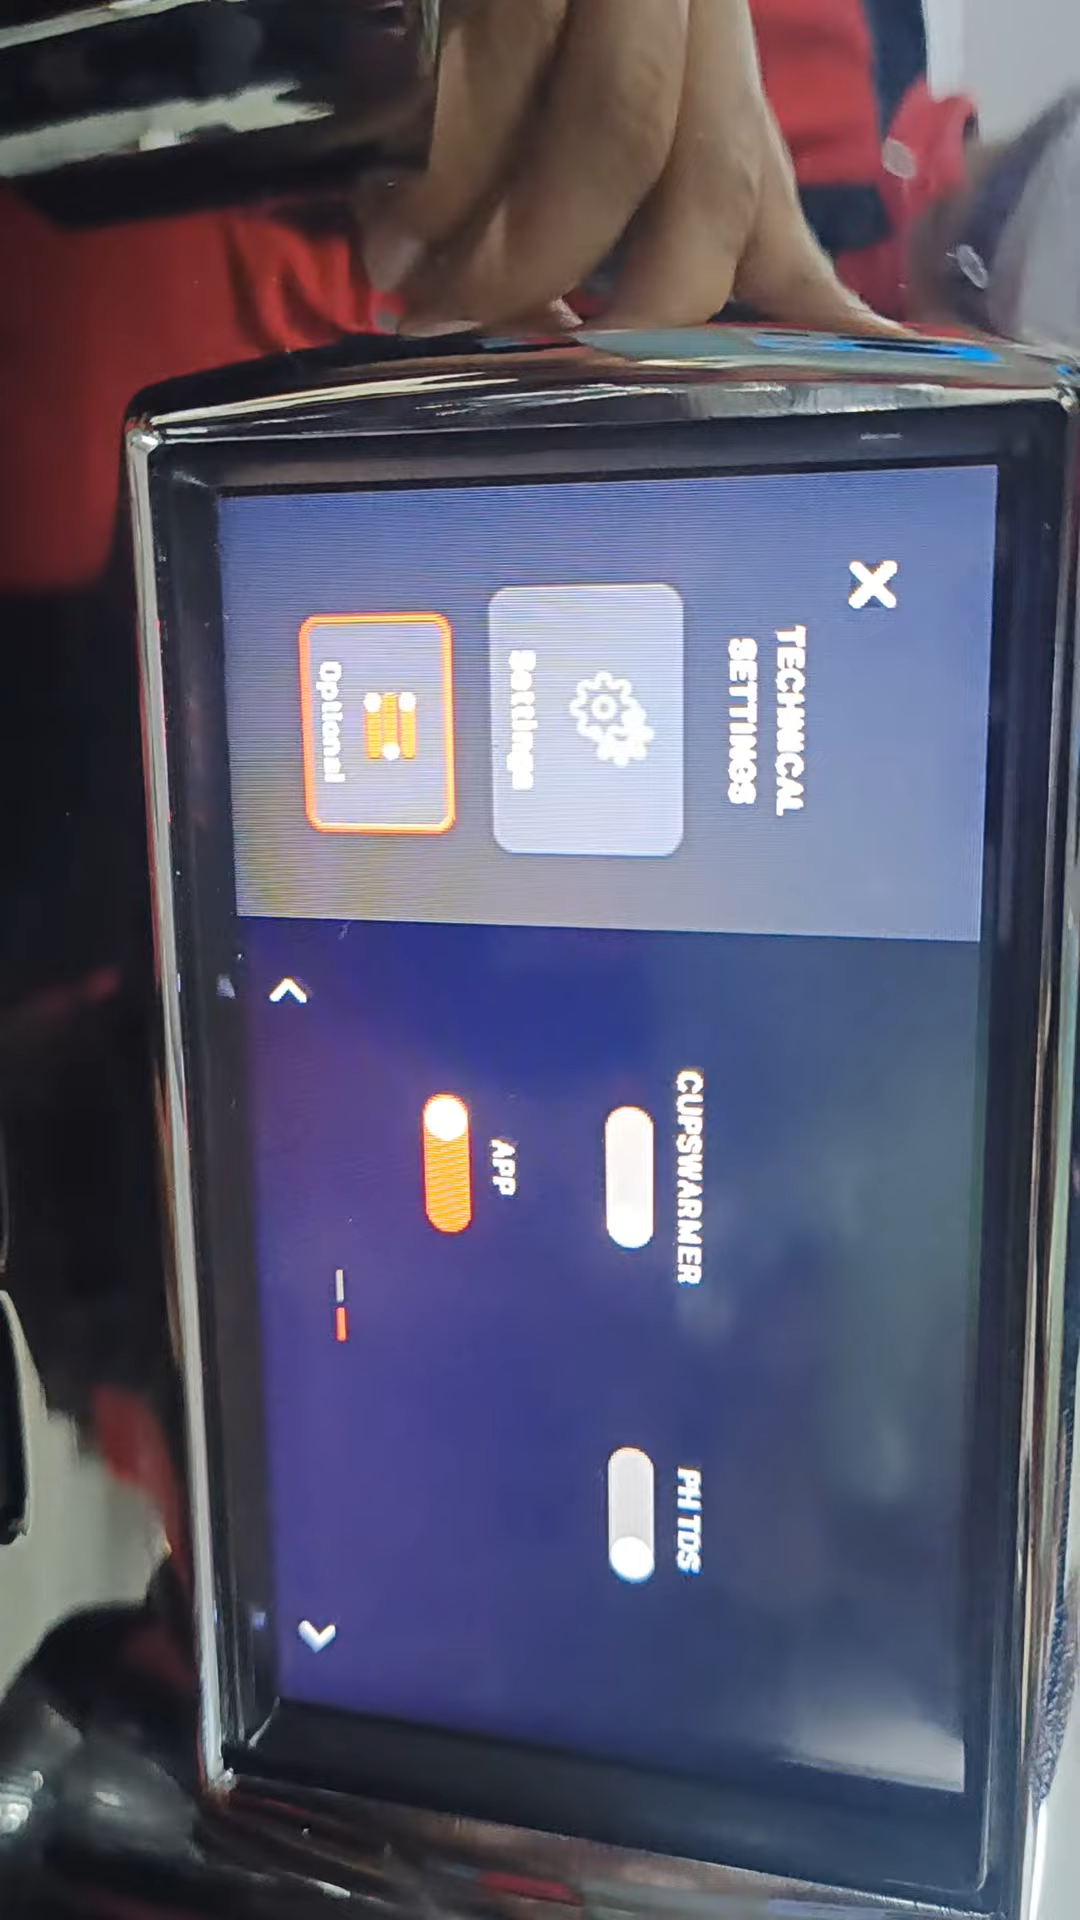 TECHNICAL
SETTINGS
Settings
Optional
CUPSWARMER
PH TDS
APP